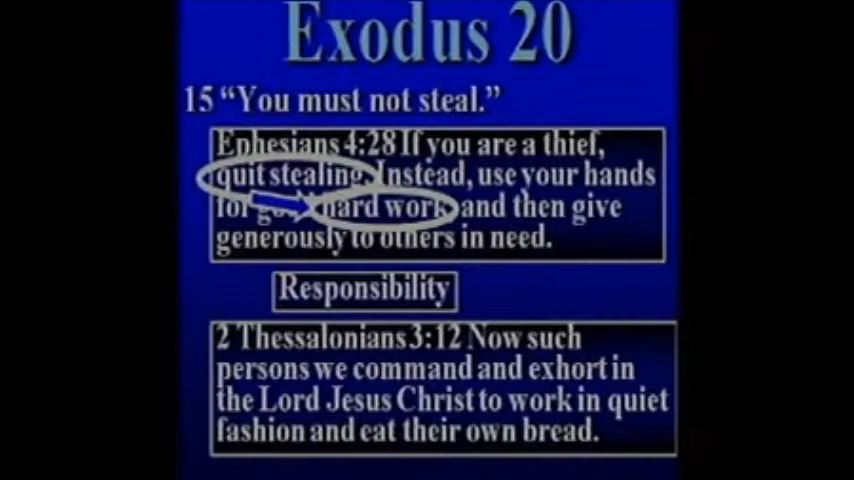 Exodus 20
15 “You must not steal.”
Ephesians 4:28 If you are a thief,
quit stealing. Instead, use your hands
for good hard work and then give
generously to others in need.
Responsibility
2 Thessalonians 3:12 Now such
persons we command and exhort in
the Lord Jesus Christ to work in quiet
fashion and eat their own bread.